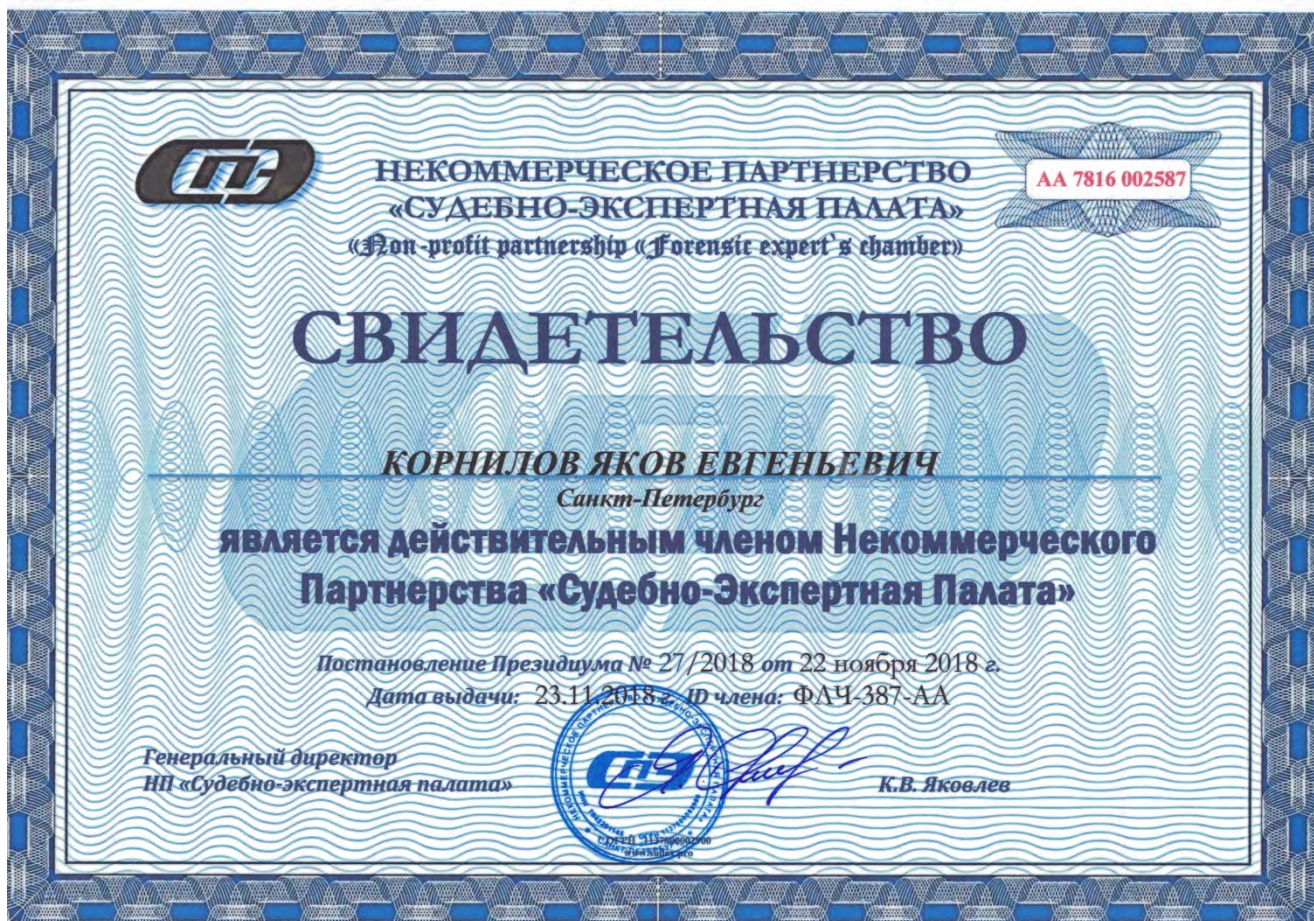 СПЭ
НЕКОММЕРЧЕСКОЕ ПАРТНЕРСТВО
«СУДЕБНО-ЭКСПЕРТНАЯ ПАЛАТА»
«Non-profit partnership «Forensic expert`s chamber»
АА 7816 002587
СВИДЕТЕЛЬСТВО
КОРНИЛОВ ЯКОВ ЕВГЕНЬЕВИЧ
Санкт-Петербург
является действительным членом Некоммерческого
Партнерства «Судебно-Экспертная Палата»
Постановление Президиума № 27/2018 от 22 ноября 2018 г.
Дата выдачи: 23.11.2018 г. ID члена: ФЛЧ-387-АА
Генеральный директор
НП «Судебно-экспертная палата»
К.В. Яковлев